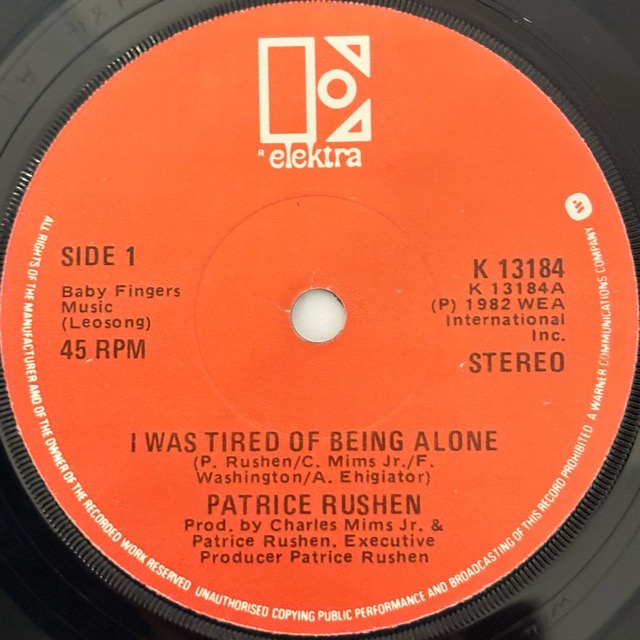 elektra
SIDE 1
Baby Fingers
Music
(Leosong)
45 RPM
K 13184
K 13184A
(P) 1982 WEA
International
Inc.
STEREO
I WAS TIRED OF BEING ALONE
(P. Rushen/C. Mims Jr./F.
Washington/A. Ehigiator)
PATRICE RUSHEN
Prod. by Charles Mims Jr. &
Patrice Rushen. Executive
Producer Patrice Rushen
ALL RIGHTS OF THE MANUFACTURER AND OF THE OWNER OF THE RECORDED WORK RESERVED UNAUTHORISED COPYING PUBLIC PERFORMANCE AND BROADCASTING OF THIS RECORD PROHIBITED A WARNER COMMUNICATIONS COMPANY